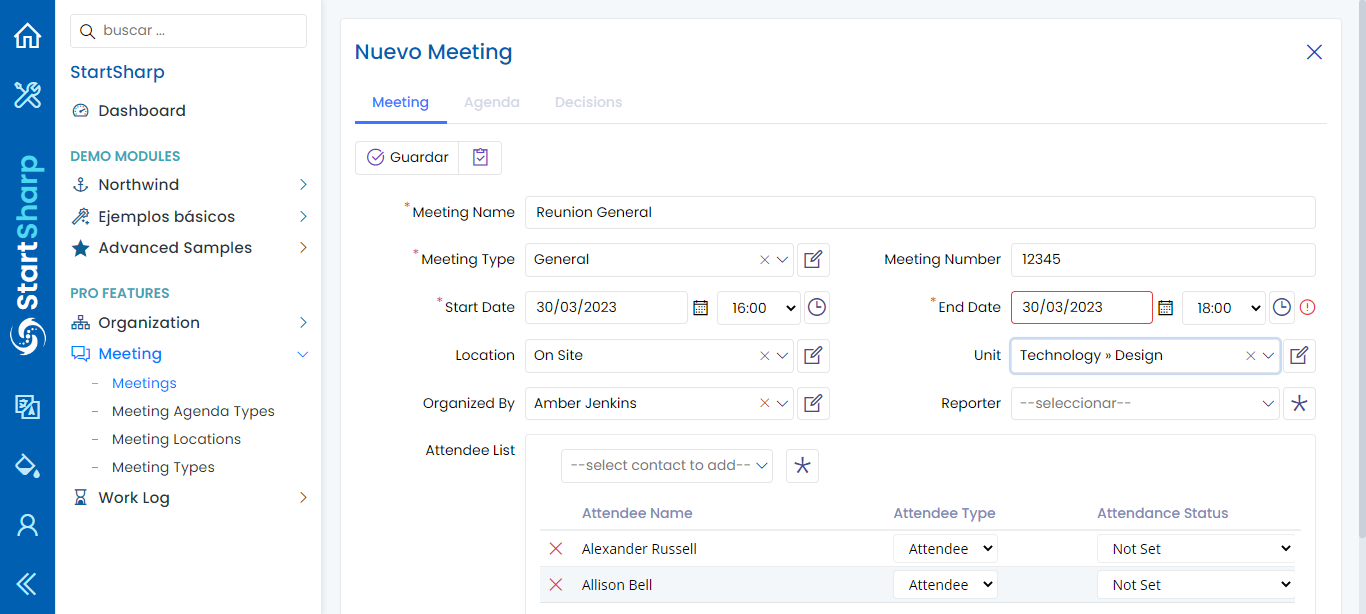 buscar ...
StartSharp
Dashboard
DEMO MODULES
Northwind
Ejemplos básicos
Advanced Samples
PRO FEATURES
Organization
Meeting
– Meetings
– Meeting Agenda Types
– Meeting Locations
– Meeting Types
Work Log
StartSharp
Nuevo Meeting
Meeting Agenda Decisions
Guardar
*Meeting Name Reunion General
*Meeting Type General Meeting Number 12345
*Start Date 30/03/2023 16:00 *End Date 30/03/2023 18:00
Location On Site Unit Technology » Design
Organized By Amber Jenkins Reporter --seleccionar--
Attendee List
--select contact to add--
Attendee Name Attendee Type Attendance Status
Alexander Russell Attendee Not Set
Allison Bell Attendee Not Set